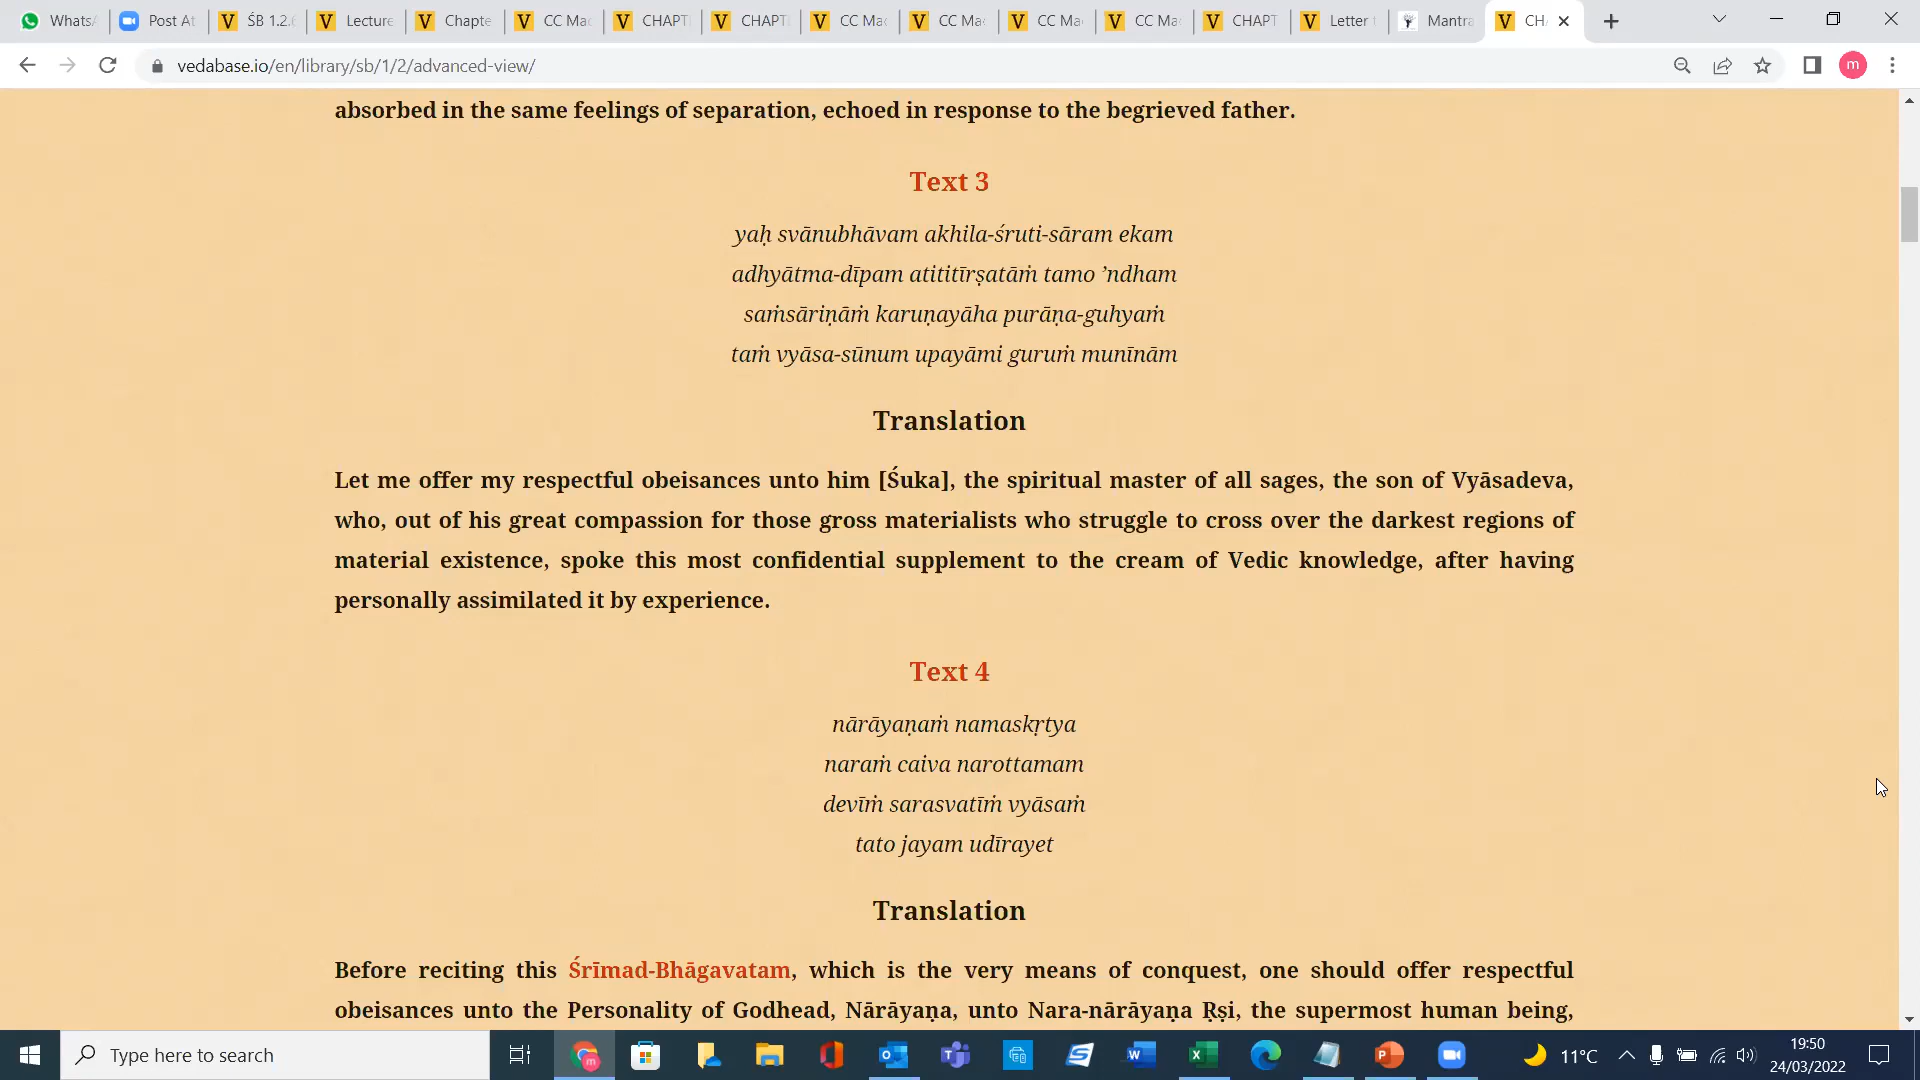 WhatsA
Post At
ŚB 1.2.6
Lecture
Chapte
CC Mad
CHAPT
CHAPT
CC Mad
CC Mad
CC Mad
CC Mad
CHAPT
Letter
Mantra
CHA
vedabase.io/en/library/sb/1/2/advanced-view/
m
absorbed in the same feelings of separation, echoed in response to the begrieved father.
Text 3
yaḥ svānubhāvam akhila-śruti-sāram ekam
adhyātma-dīpam atititīrṣatāṁ tamo ’ndham
saṁsāriṇāṁ karuṇayāha purāṇa-guhyaṁ
taṁ vyāsa-sūnum upayāmi guruṁ munīnām
Translation
Let me offer my respectful obeisances unto him [Śuka], the spiritual master of all sages, the son of Vyāsadeva,
who, out of his great compassion for those gross materialists who struggle to cross over the darkest regions of
material existence, spoke this most confidential supplement to the cream of Vedic knowledge, after having
personally assimilated it by experience.
Text 4
nārāyaṇaṁ namaskṛtya
naraṁ caiva narottamam
devīṁ sarasvatīṁ vyāsaṁ
tato jayam udīrayet
Translation
Before reciting this Śrīmad-Bhāgavatam, which is the very means of conquest, one should offer respectful
obeisances unto the Personality of Godhead, Nārāyaṇa, unto Nara-nārāyaṇa Ṛṣi, the supermost human being,
Type here to search
11°C
19:50
24/03/2022